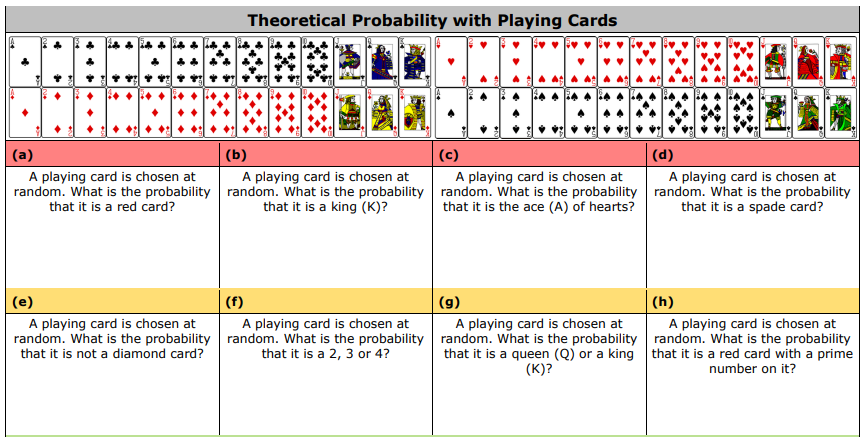 Theoretical Probability with Playing Cards
(a)
A playing card is chosen at
random. What is the probability
that it is a red card?
(b)
A playing card is chosen at
random. What is the probability
that it is a king (K)?
(c)
A playing card is chosen at
random. What is the probability
that it is the ace (A) of hearts?
(d)
A playing card is chosen at
random. What is the probability
that it is a spade card?
(e)
A playing card is chosen at
random. What is the probability
that it is not a diamond card?
(f)
A playing card is chosen at
random. What is the probability
that it is a 2, 3 or 4?
(g)
A playing card is chosen at
random. What is the probability
that it is a queen (Q) or a king
(K)?
(h)
A playing card is chosen at
random. What is the probability
that it is a red card with a prime
number on it?